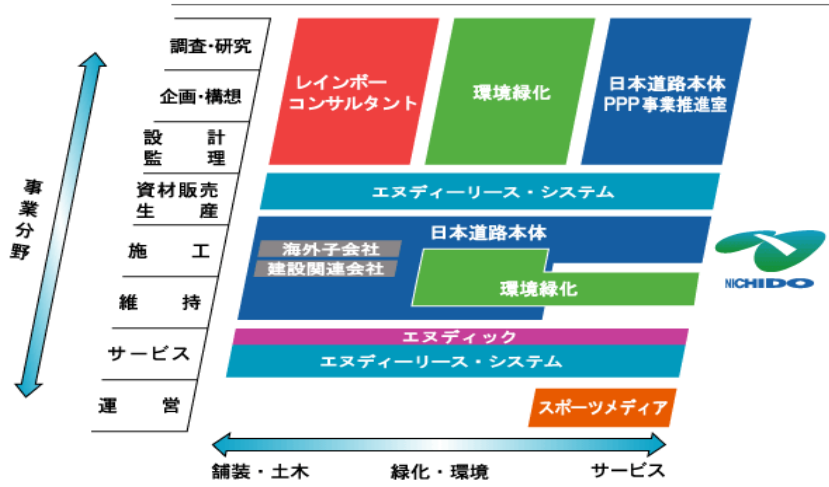 調査・研究
企画・構想
設計
監理
資材販売
生産
施工
維持
サービス
運営
事業分野
レインボー
コンサルタント
環境緑化
日本道路本体
PPP事業推進室
エヌディーリース・システム
日本道路本体
海外子会社
建設関連会社
環境緑化
エヌディック
エヌディーリース・システム
スポーツメディア
NICHIDO
舗装・土木
緑化・環境
サービス